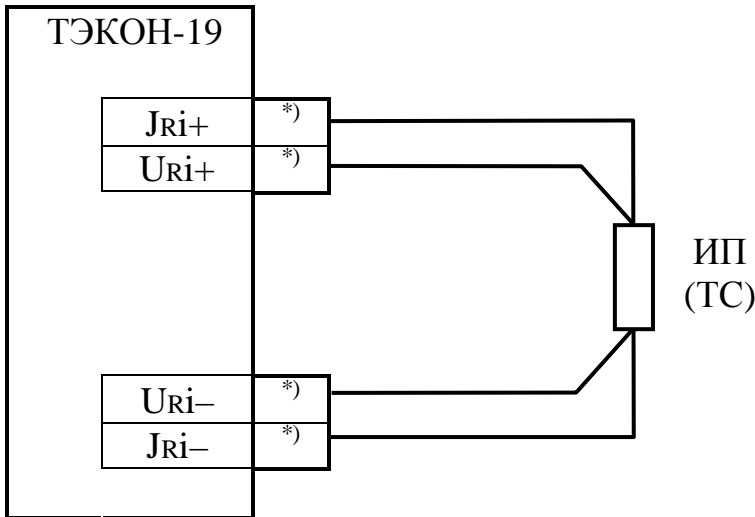 ТЭКОН-19
JRi+ *)
URi+ *)
ИП
(ТС)
URi– *)
JRi– *)